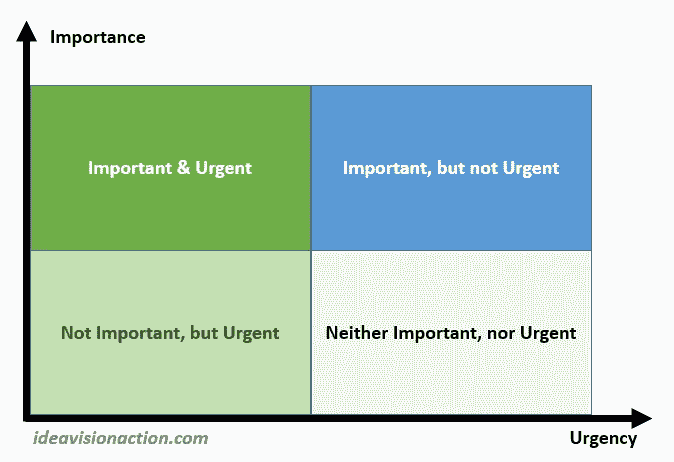 Importance
Important & Urgent
Important, but not Urgent
Not Important, but Urgent
Neither Important, nor Urgent
ideavisionaction.com
Urgency